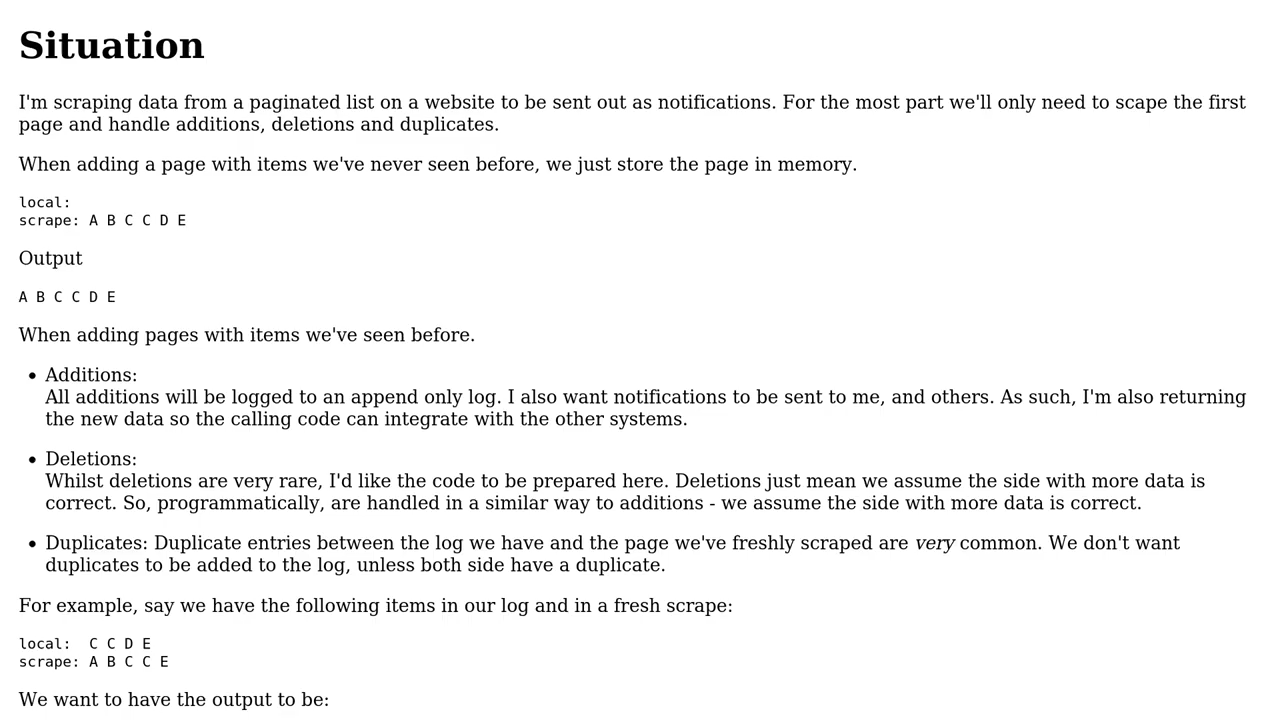 Situation
I'm scraping data from a paginated list on a website to be sent out as notifications. For the most part we'll only need to scape the first
page and handle additions, deletions and duplicates.
When adding a page with items we've never seen before, we just store the page in memory.
local:
scrape: A B C C D E
Output
A B C C D E
When adding pages with items we've seen before.
• Additions:
All additions will be logged to an append only log. I also want notifications to be sent to me, and others. As such, I'm also returning
the new data so the calling code can integrate with the other systems.
• Deletions:
Whilst deletions are very rare, I'd like the code to be prepared here. Deletions just mean we assume the side with more data is
correct. So, programmatically, are handled in a similar way to additions - we assume the side with more data is correct.
• Duplicates: Duplicate entries between the log we have and the page we've freshly scraped are very common. We don't want
duplicates to be added to the log, unless both side have a duplicate.
For example, say we have the following items in our log and in a fresh scrape:
local:  C C D E
scrape: A B C C E
We want to have the output to be: